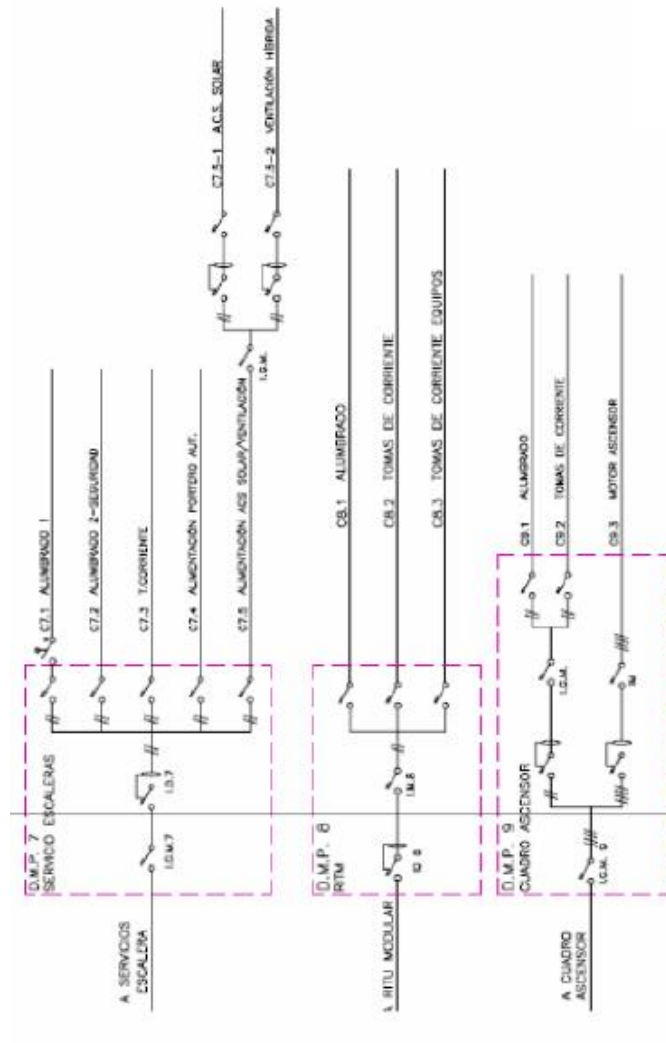 A SERVICIOS
ESCALERA
D.M.P. 7
SERVICIO ESCALERAS
I.G.M.7
I.D.7
C7.1 ALUMBRADO 1
C7.2 ALUMBRADO 2-SEGURIDAD
C7.3 T.CORRIENTE
C7.4 ALIMENTACIÓN PORTERO AUT.
C7.5 ALIMENTACIÓN ACS SOLAR/VENTILACIÓN
I.G.M.
C7.5-1 A.C.S. SOLAR
C7.5-2 VENTILACIÓN HÍBRIDA
A RITU MODULAR
D.M.P. 8
RITM
ID 8
I.M.8
C8.1 ALUMBRADO
C8.2 TOMAS DE CORRIENTE
C8.3 TOMAS DE CORRIENTE EQUIPOS
A CUADRO
ASCENSOR
D.M.P. 9
CUADRO ASCENSOR
I.G.M. 9
I.G.M.
C9.1 ALUMBRADO
C9.2 TOMAS DE CORRIENTE
C9.3 MOTOR ASCENSOR